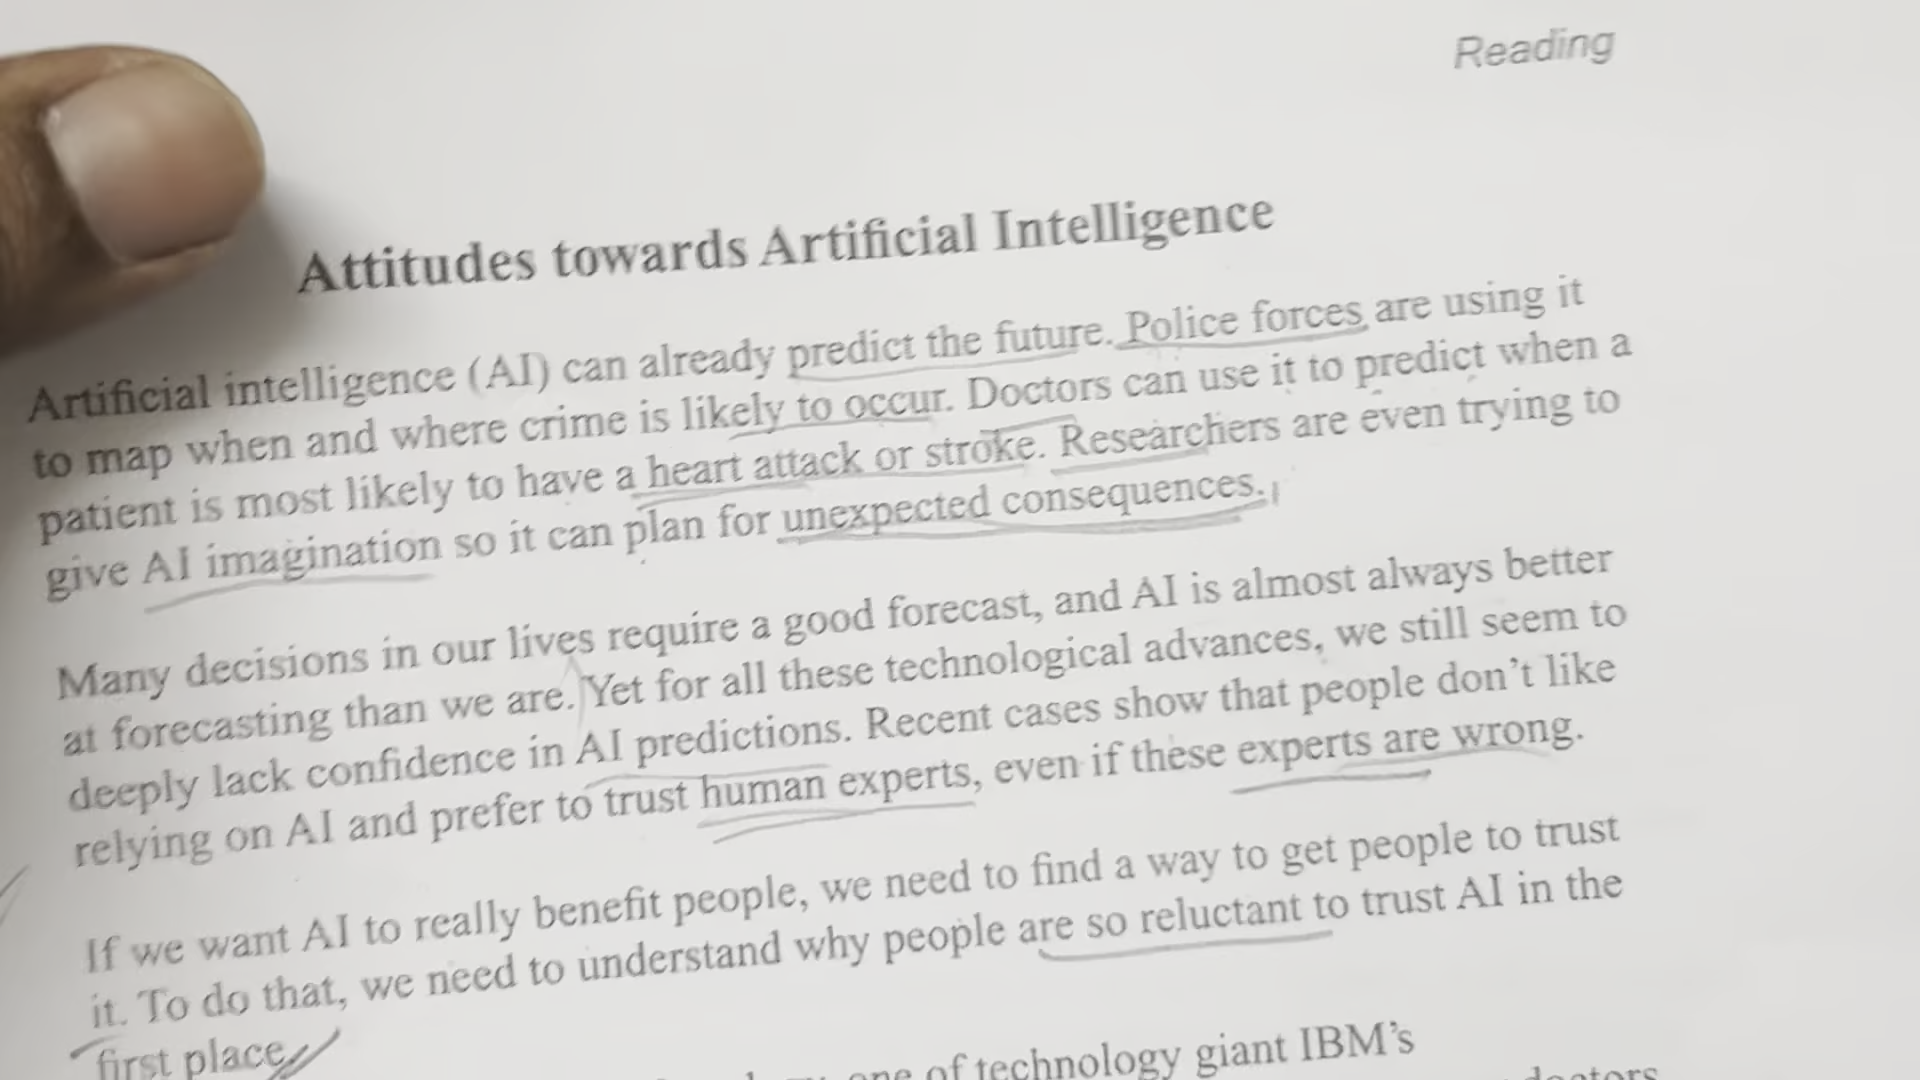 Reading
Attitudes towards Artificial Intelligence
Artificial intelligence (AI) can already predict the future. Police forces are using it
to map when and where crime is likely to occur. Doctors can use it to predict when a
patient is most likely to have a heart attack or stroke. Researchers are even trying to
give AI imagination so it can plan for unexpected consequences.
Many decisions in our lives require a good forecast, and AI is almost always better
at forecasting than we are. Yet for all these technological advances, we still seem to
deeply lack confidence in AI predictions. Recent cases show that people don't like
relying on AI and prefer to trust human experts, even if these experts are wrong.
If we want AI to really benefit people, we need to find a way to get people to trust
it. To do that, we need to understand why people are so reluctant to trust AI in the
first place.
one of technology giant IBM's
doctors